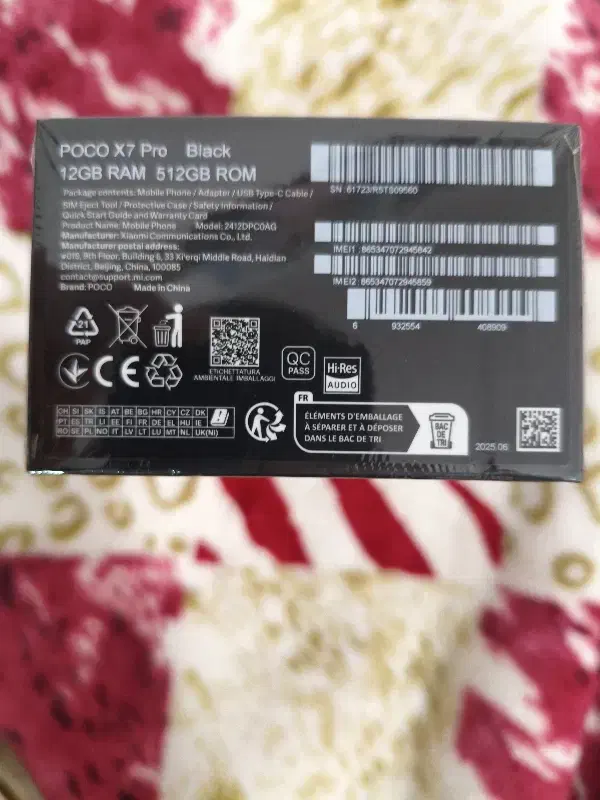 POCO X7 Pro Black
12GB RAM 512GB ROM
Package contents: Mobile Phone / Adapter / USB Type-C Cable /
SIM Eject Tool / Protective Case / Safety Information /
Quick Start Guide and Warranty Card
Product Name: Mobile Phone Model: 2412DPC0AG
Manufacturer: Xiaomi Communications Co., Ltd.
Manufacturer postal address:
#019, 9th Floor, Building 6, 33 Xi'erqi Middle Road, Haidian
District, Beijing, China, 100085
contact@support.mi.com
Brand: POCO Made in China
SN: 61723/R5TS09560
IMEI1: 865347072945642
IMEI2: 865347072945659
6 932554 408909
21
PAP
CE
ETICHETTATURA
AMBIENTALE IMBALLAGGI
QC
PASS
Hi-Res
AUDIO
CH SI SK IS AT BE BG HR CY CZ DK
PT ES TR LI EE FI FR DE EL HU IE
RO SE PL NO IT LV LT LU MT NL UK(NI)
FR
ÉLÉMENTS D'EMBALLAGE
À SÉPARER ET À DÉPOSER
DANS LE BAC DE TRI
BAC
DE
TRI
2025.06